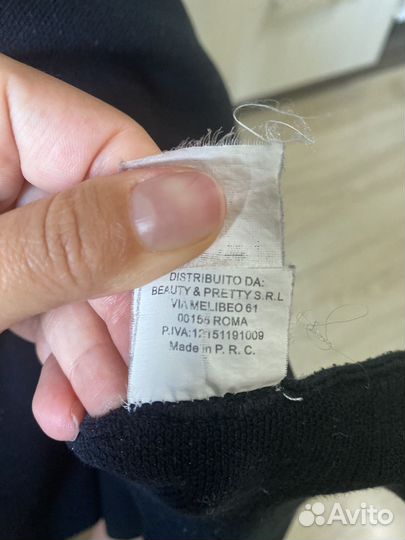 DISTRIBUITO DA:
BEAUTY & PRETTY S.R.L
VIA MELIBEO 61
00155 ROMA
P.IVA:12151191009
Made in P. R. C.
Avito